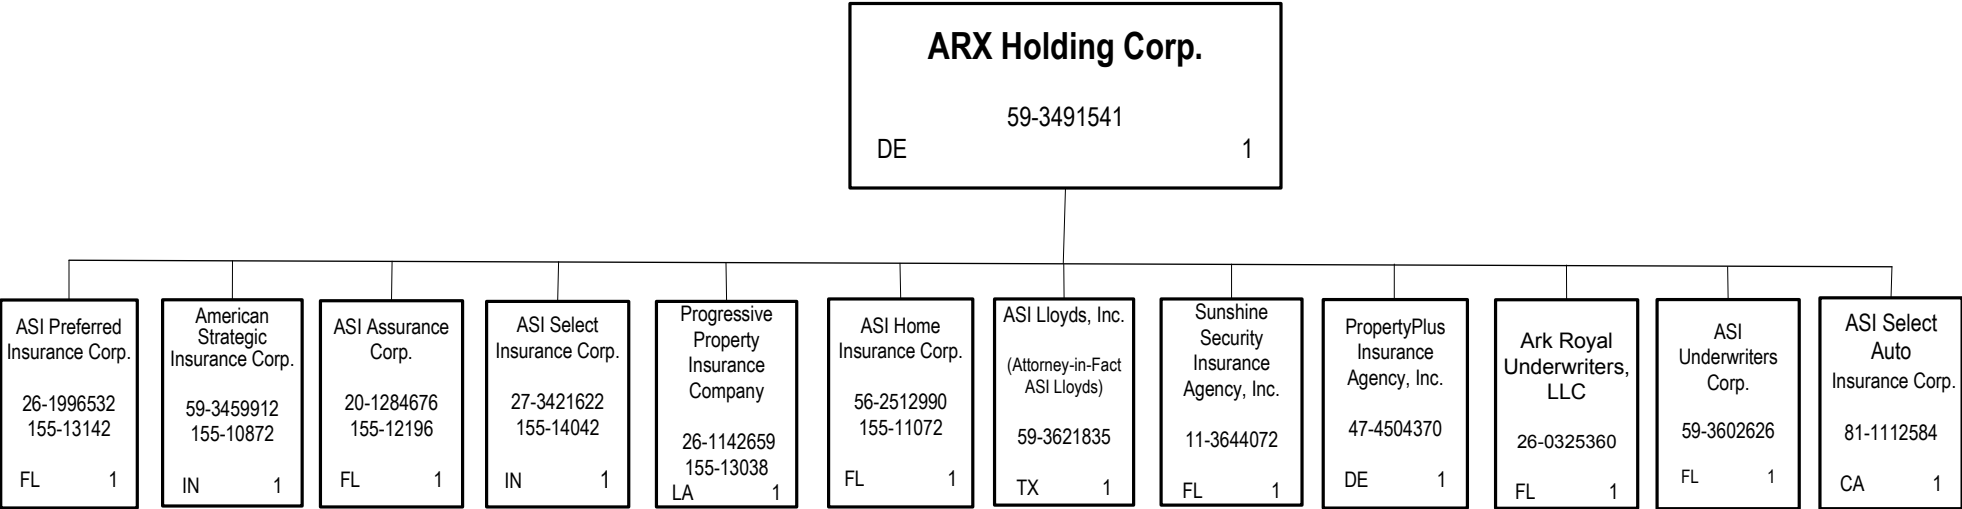 ARX Holding Corp.
59-3491541
DE 1
ASI Preferred
Insurance Corp.
26-1996532
155-13142
FL 1
American
Strategic
Insurance Corp.
59-3459912
155-10872
IN 1
ASI Assurance
Corp.
20-1284676
155-12196
FL 1
ASI Select
Insurance Corp.
27-3421622
155-14042
IN 1
Progressive
Property
Insurance
Company
26-1142659
155-13038
LA 1
ASI Home
Insurance Corp.
56-2512990
155-11072
FL 1
ASI Lloyds, Inc.
(Attorney-in-Fact
ASI Lloyds)
59-3621835
TX 1
Sunshine
Security
Insurance
Agency, Inc.
11-3644072
FL 1
PropertyPlus
Insurance
Agency, Inc.
47-4504370
DE 1
Ark Royal
Underwriters,
LLC
26-0325360
FL 1
ASI
Underwriters
Corp.
59-3602626
FL 1
ASI Select
Auto
Insurance Corp.
81-1112584
CA 1